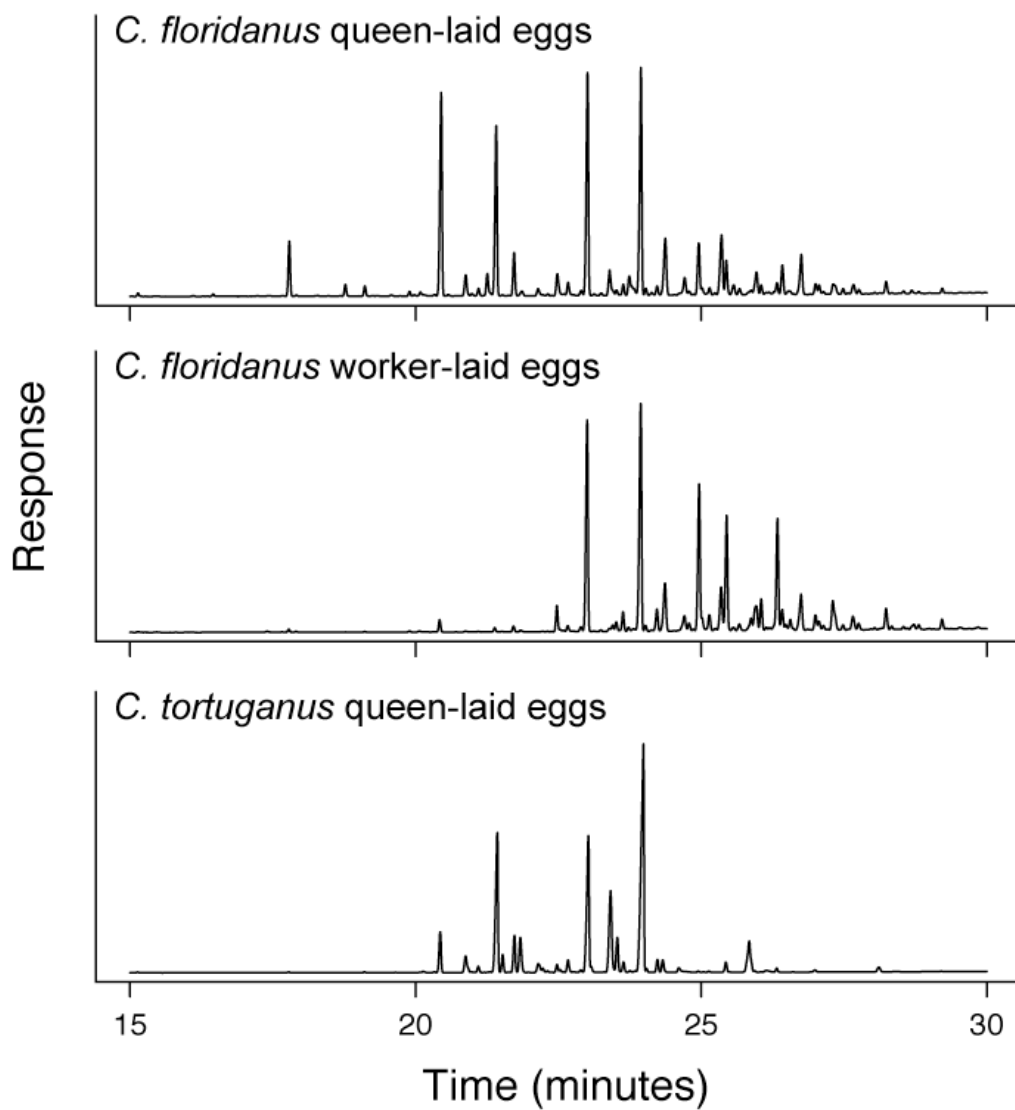 C. floridanus queen-laid eggs
C. floridanus worker-laid eggs
Response
C. tortuganus queen-laid eggs
15 20 25 30
Time (minutes)